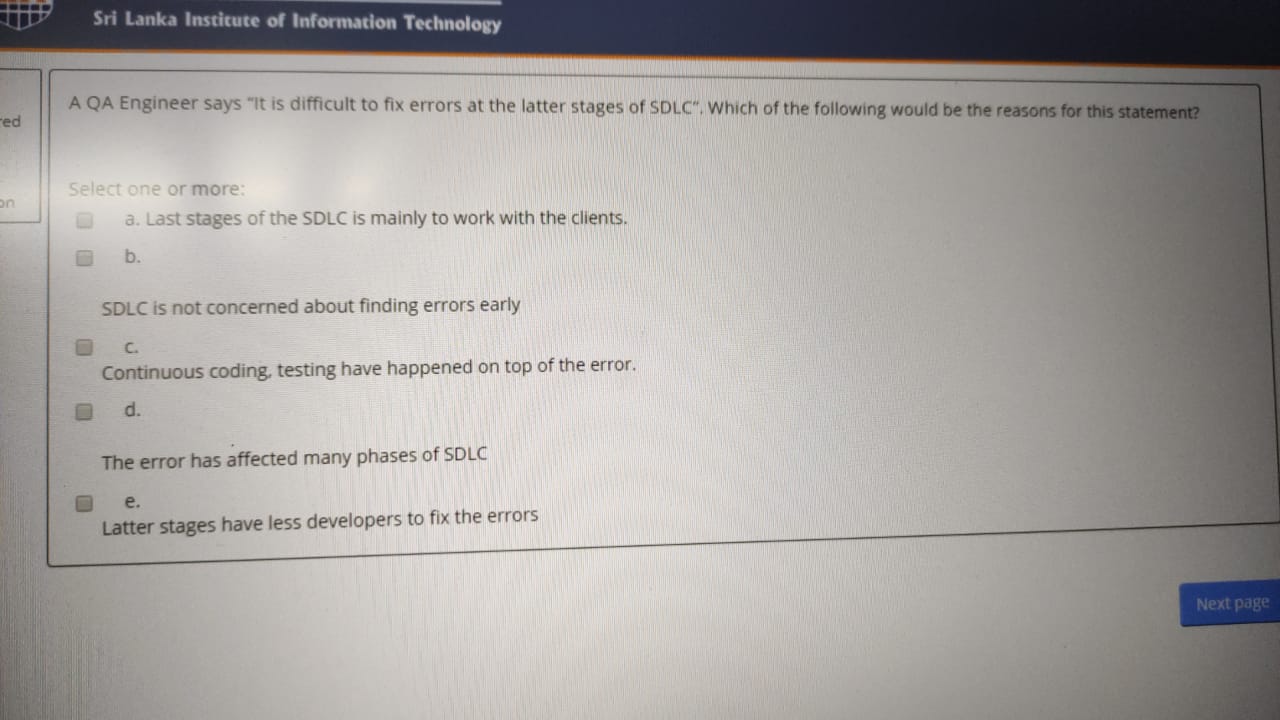 Sri Lanka Institute of Information Technology
A QA Engineer says "It is difficult to fix errors at the latter stages of SDLC". Which of the following would be the reasons for this statement?
Select one or more:
a. Last stages of the SDLC is mainly to work with the clients.
b.
SDLC is not concerned about finding errors early
c.
Continuous coding, testing have happened on top of the error.
d.
The error has affected many phases of SDLC
e.
Latter stages have less developers to fix the errors
Next page